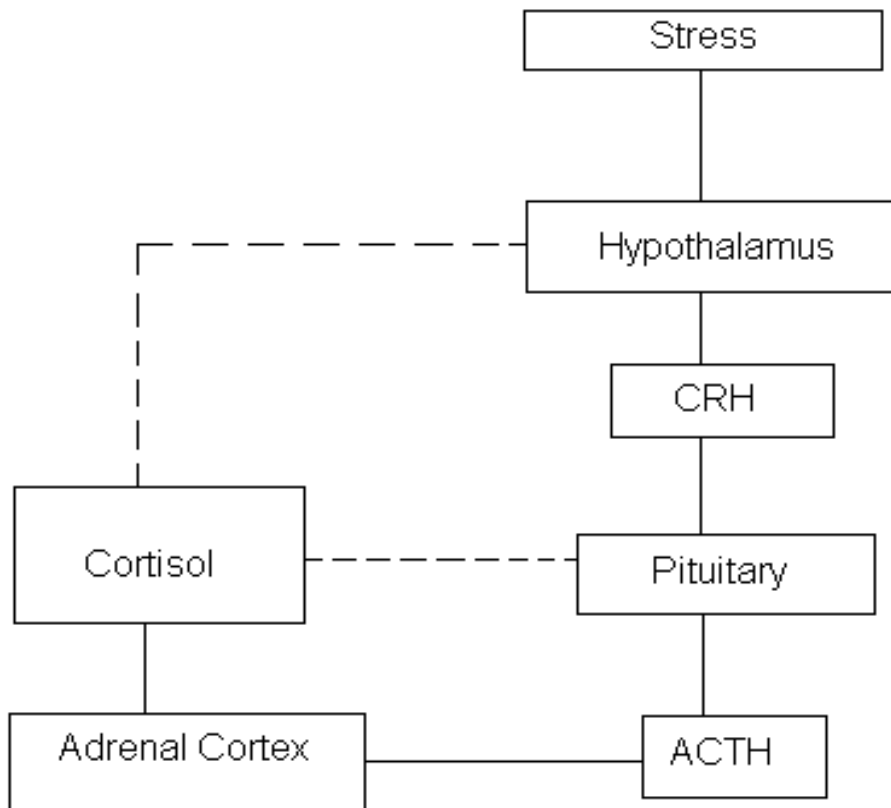 Stress
Hypothalamus
CRH
Cortisol
Pituitary
Adrenal Cortex
ACTH